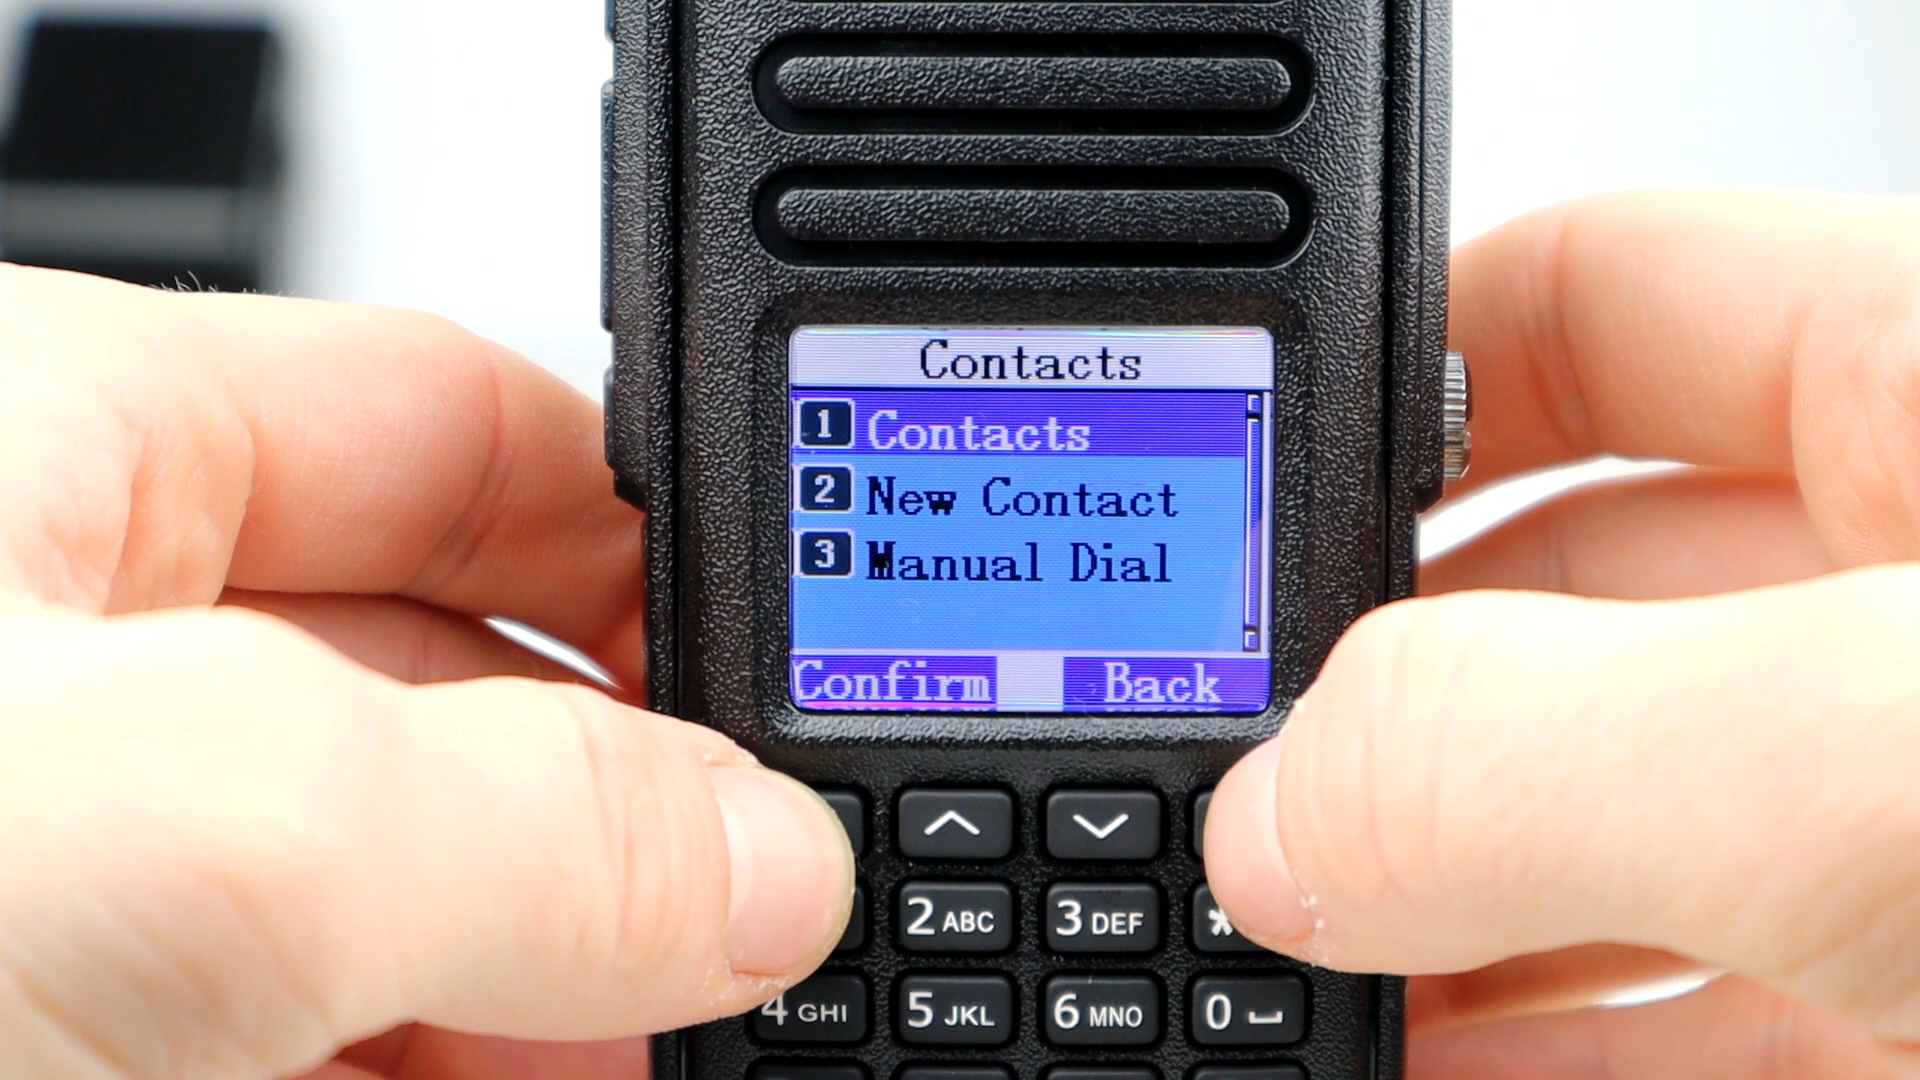 Contacts
1 Contacts
2 New Contact
3 Manual Dial
Confirm Back
2 ABC 3 DEF *
4 GHI 5 JKL 6 MNO 0